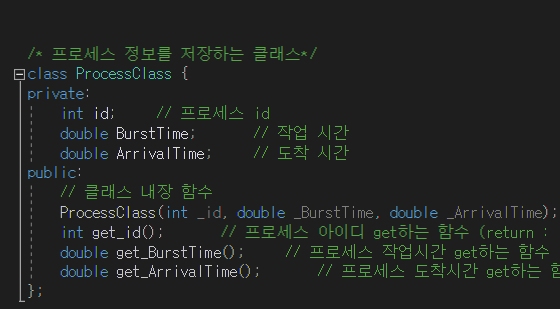 /* 프로세스 정보를 저장하는 클래스*/
class ProcessClass {
private:
int id; // 프로세스 id
double BurstTime; // 작업 시간
double ArrivalTime; // 도착 시간
public:
// 클래스 내장 함수
ProcessClass(int _id, double _BurstTime, double _ArrivalTime);
int get_id(); // 프로세스 아이디 get하는 함수 (return :
double get_BurstTime(); // 프로세스 작업시간 get하는 함수
double get_ArrivalTime(); // 프로세스 도착시간 get하는
};